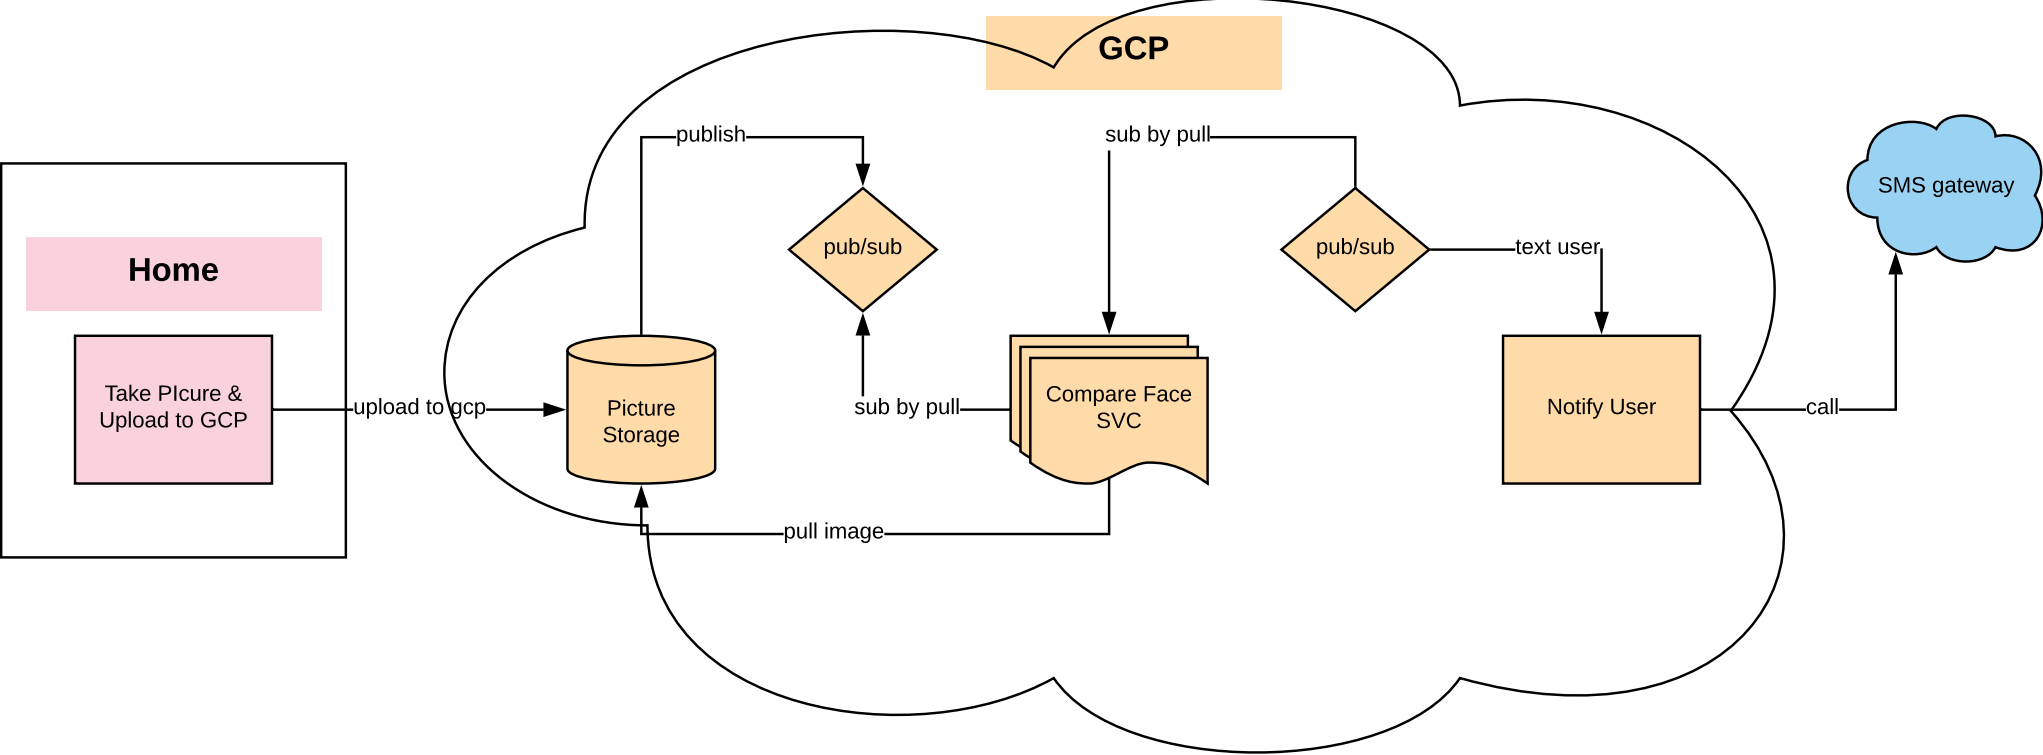 GCP
publish
sub by pull
SMS gateway
pub/sub
pub/sub
text user
Home
Take PIcure &
Upload to GCP
upload to gcp
Picture
Storage
sub by pull
Compare Face
SVC
Notify User
call
pull image